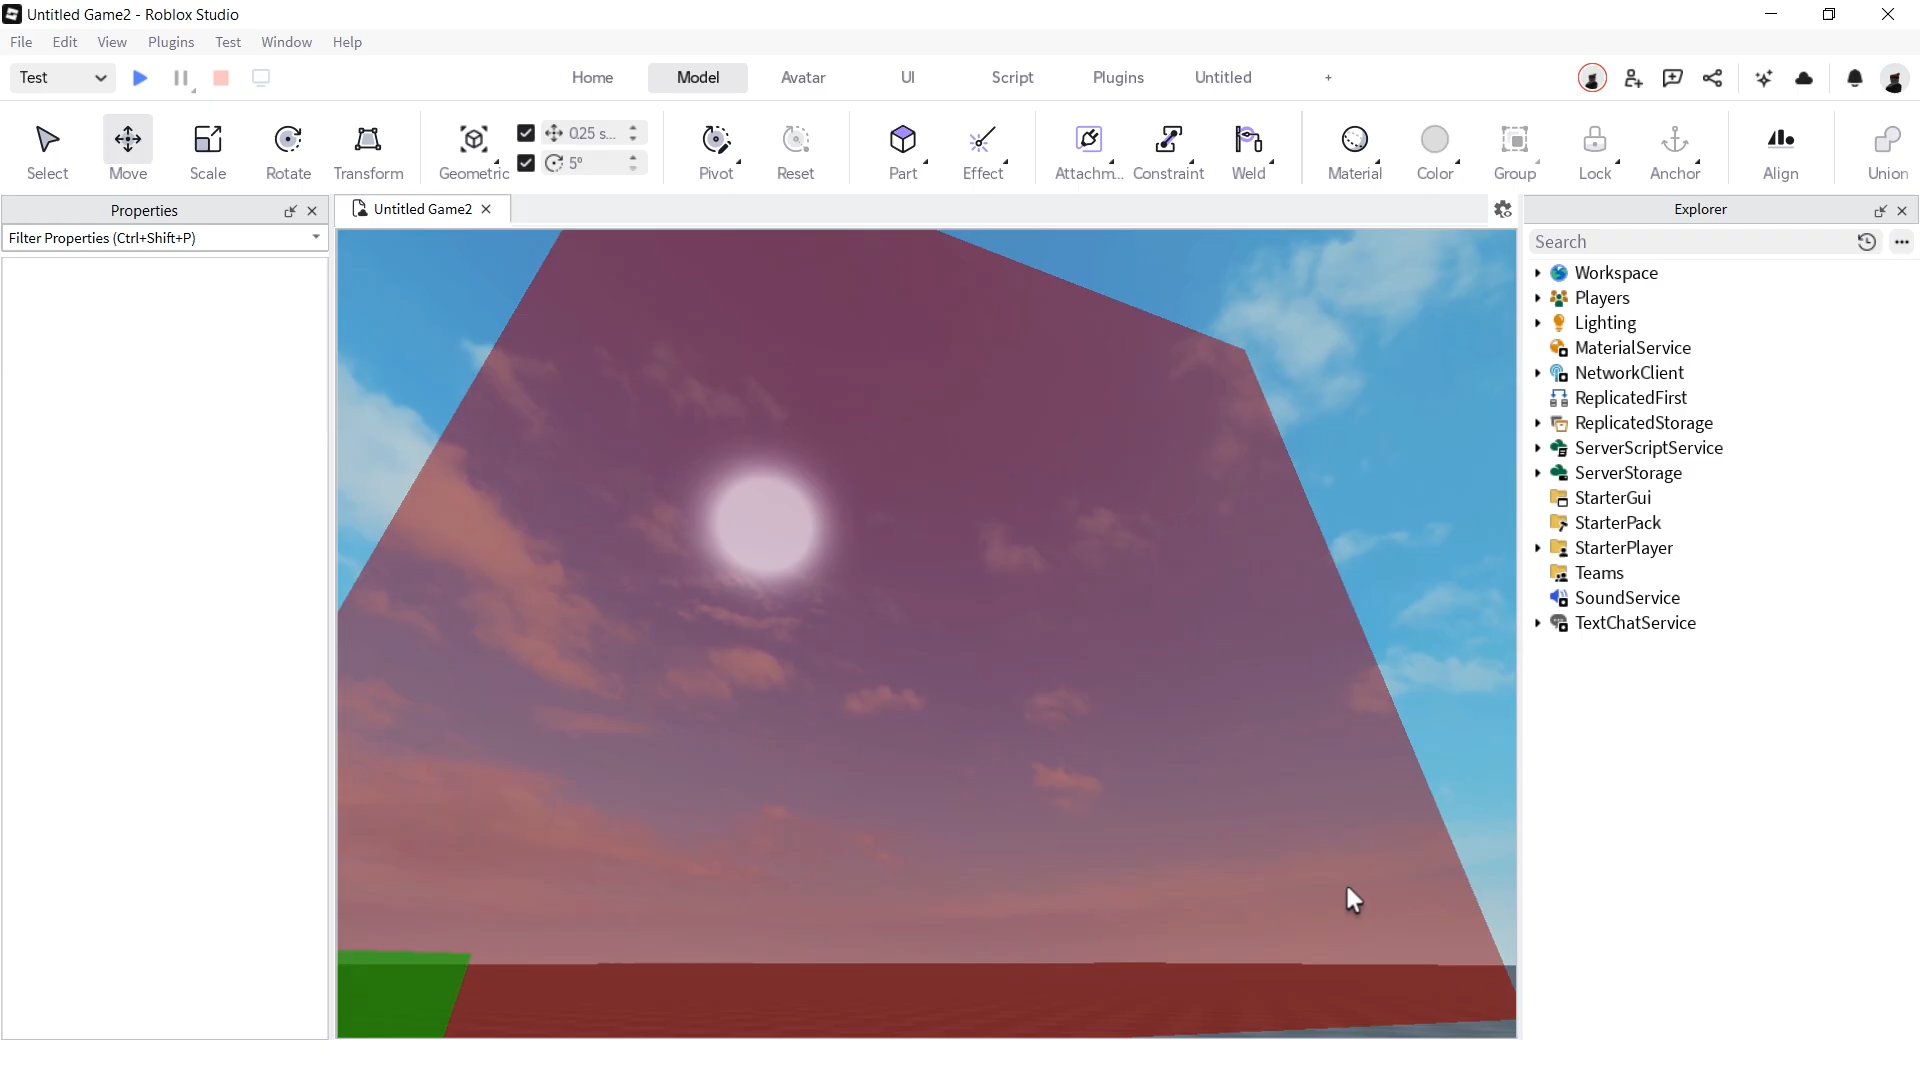 Untitled Game2 - Roblox Studio
File Edit View Plugins Test Window Help
Test Home Model Avatar UI Script Plugins Untitled +
0.25 s...
5°
Select Move Scale Rotate Transform Geometric Pivot Reset Part Effect Attachm... Constraint Weld Material Color Group Lock Anchor Align Union
Properties
Untitled Game2
Explorer
Filter Properties (Ctrl+Shift+P)
Search
Workspace
Players
Lighting
MaterialService
NetworkClient
ReplicatedFirst
ReplicatedStorage
ServerScriptService
ServerStorage
StarterGui
StarterPack
StarterPlayer
Teams
SoundService
TextChatService